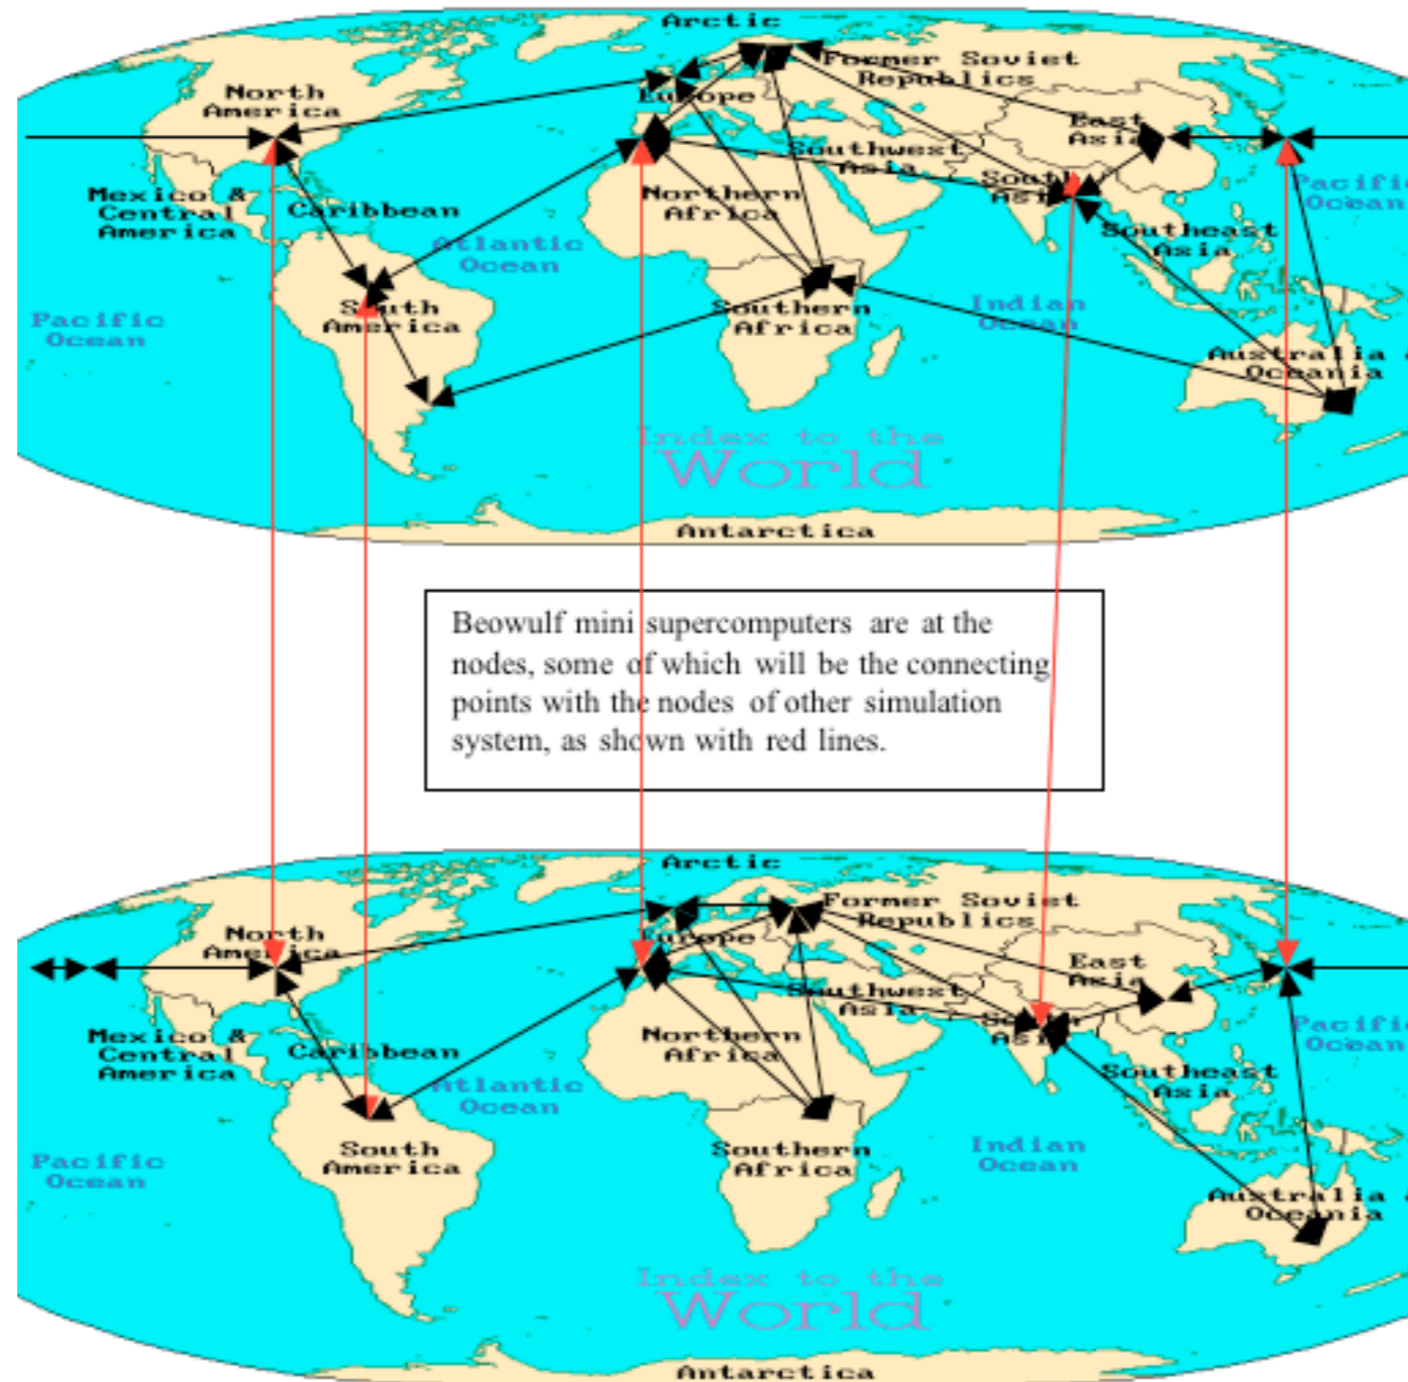 Arctic
North
America
Former Soviet
Republics
Europe
East
Asia
Southwest
Asia
South
Asia
Mexico &
Central
America
Caribbean
Northern
Africa
Pacific
Ocean
Atlantic
Ocean
Southeast
Asia
Pacific
Ocean
South
America
Southern
Africa
Indian
Ocean
Australia &
Oceania
Index to the
World
Antarctica
Beowulf mini supercomputers are at the
nodes, some of which will be the connecting
points with the nodes of other simulation
system, as shown with red lines.
Arctic
North
America
Former Soviet
Republics
Europe
East
Asia
Southwest
Asia
South
Asia
Mexico &
Central
America
Caribbean
Northern
Africa
Pacific
Ocean
Atlantic
Ocean
Southeast
Asia
Pacific
Ocean
South
America
Southern
Africa
Indian
Ocean
Australia &
Oceania
Index to the
World
Antarctica